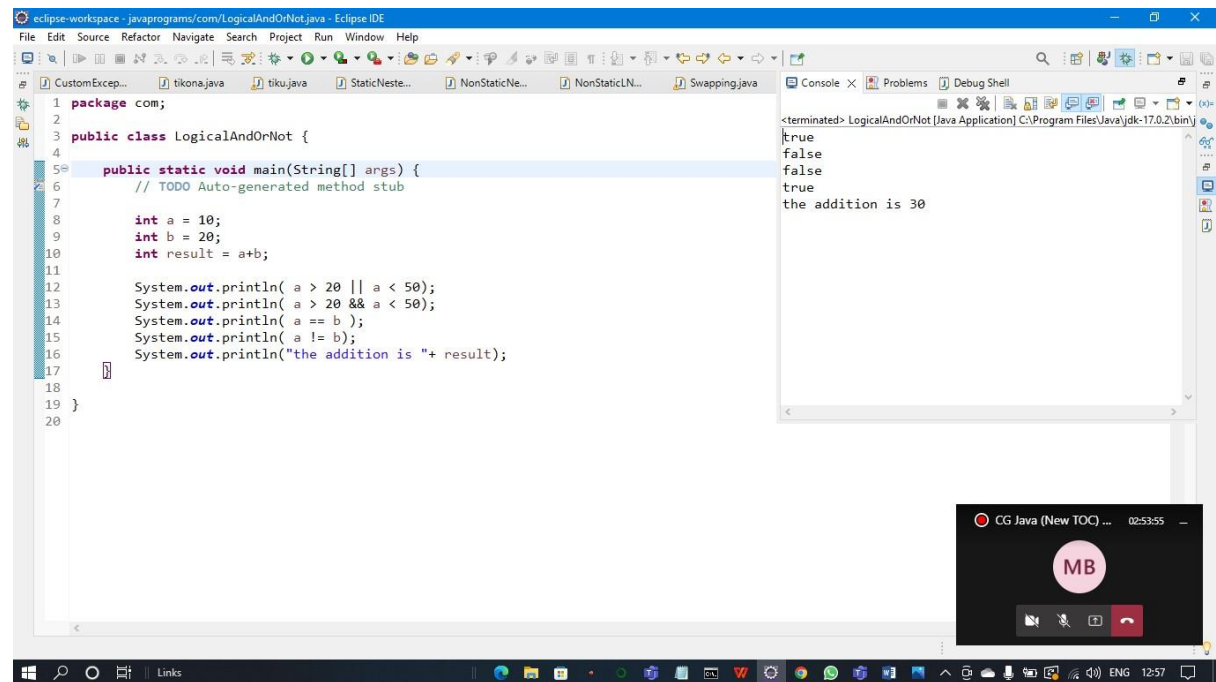 eclipse-workspace - javaprograms/com/LogicalAndOrNot.java - Eclipse IDE
File Edit Source Refactor Navigate Search Project Run Window Help
CustomExcep... tikona.java tiku.java StaticNeste... NonStaticNe... NonStaticLN... Swapping.java
1 package com;
2
3 public class LogicalAndOrNot {
4
5 public static void main(String[] args) {
6 // TODO Auto-generated method stub
7
8 int a = 10;
9 int b = 20;
10 int result = a+b;
11
12 System.out.println( a > 20 || a < 50);
13 System.out.println( a > 20 && a < 50);
14 System.out.println( a == b );
15 System.out.println( a != b);
16 System.out.println("the addition is "+ result);
17 }
18
19 }
20
Console Problems Debug Shell
<terminated> LogicalAndOrNot [Java Application] C:\Program Files\Java\jdk-17.0.2\bin\j
true
false
false
true
the addition is 30
CG Java (New TOC) ... 02:53:55
MB
Links
ENG 12:57